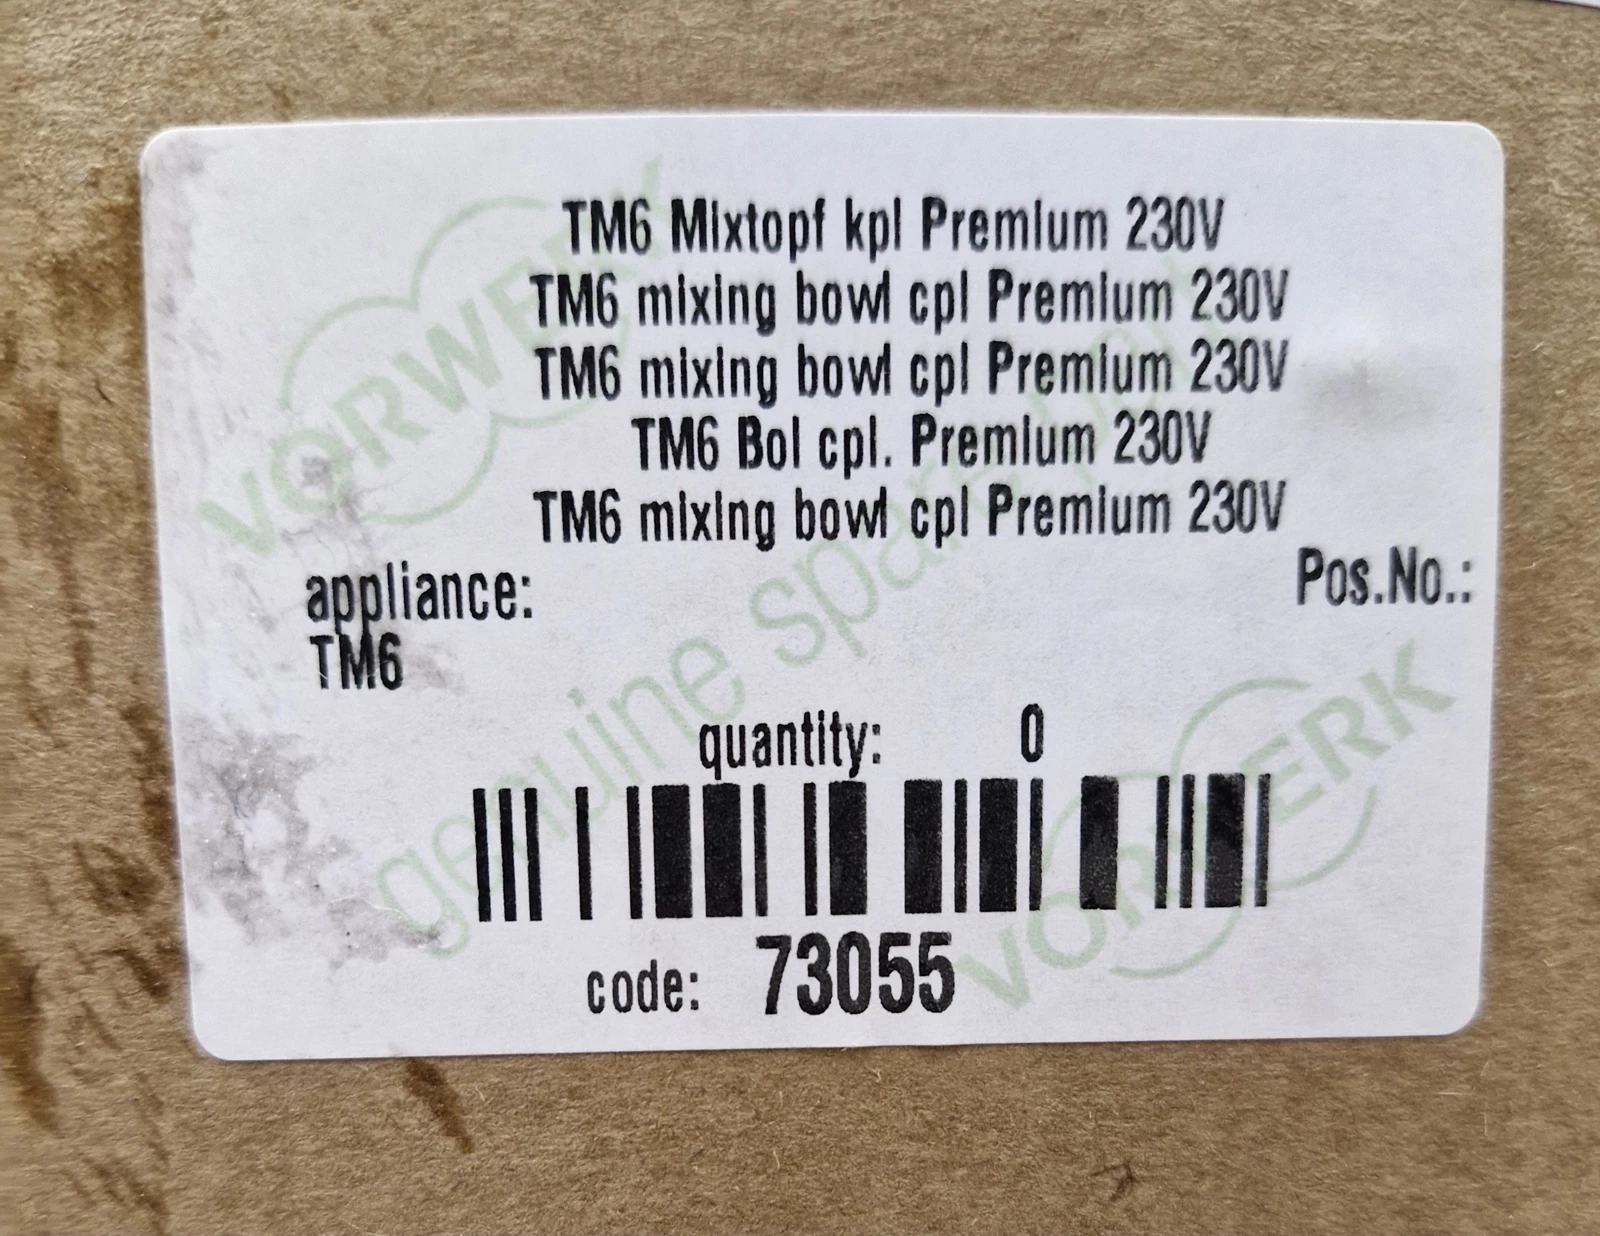 TM6 Mixtopf kpl Premium 230V
TM6 mixing bowl cpl Premium 230V
TM6 mixing bowl cpl Premium 230V
TM6 Bol cpl. Premium 230V
TM6 mixing bowl cpl Premium 230V
appliance: Pos.No.:
TM6
quantity: 0
code: 73055
VORWERK
genuine spare part
VORWERK